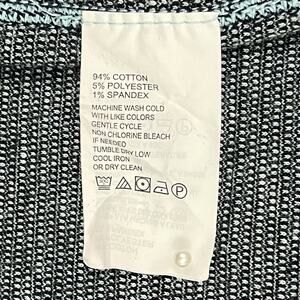 94% COTTON
5% POLYESTER
1% SPANDEX
MACHINE WASH COLD
WITH LIKE COLORS
GENTLE CYCLE
NON CHLORINE BLEACH
IF NEEDED
TUMBLE DRY LOW
COOL IRON
OR DRY CLEAN